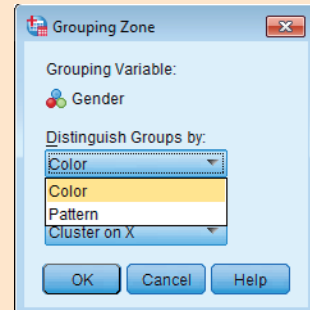 Grouping Zone
Grouping Variable:
Gender
Distinguish Groups by:
Color
Color
Pattern
Cluster on X
OK Cancel Help